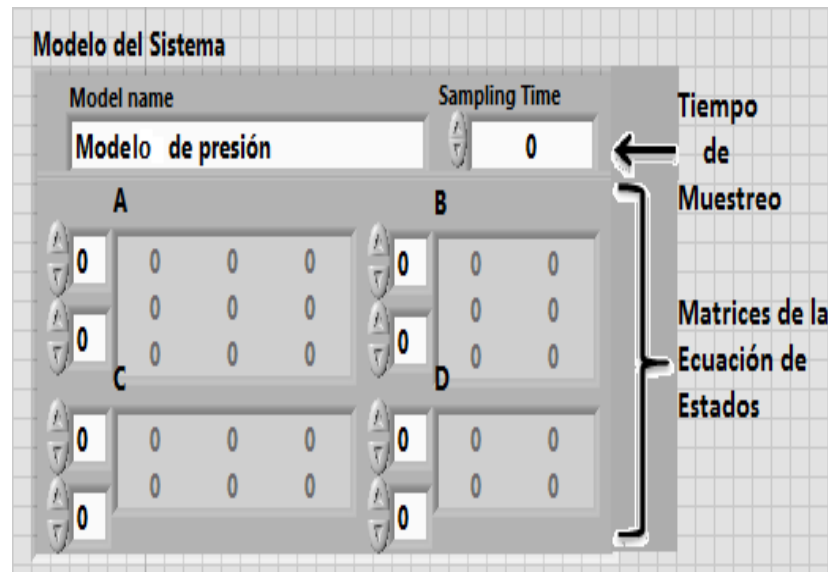 Modelo del Sistema
Model name
Sampling Time
Modelo de presión
0
Tiempo
de
Muestreo
A
B
0
0 0 0
0 0 0
0 0 0
0
0
0 0
0 0
0 0
0
Matrices de la
Ecuación de
Estados
C
D
0
0 0 0
0 0 0
0
0
0 0
0 0
0